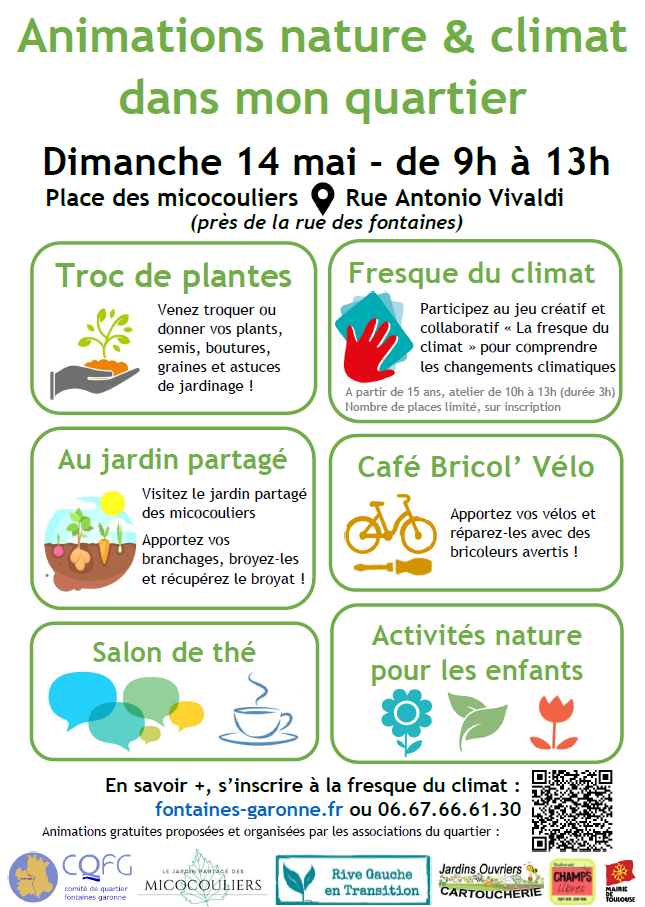 Animations nature & climat
dans mon quartier
Dimanche 14 mai - de 9h à 13h
Place des micocouliers Rue Antonio Vivaldi
(près de la rue des fontaines)
Troc de plantes
Venez troquer ou
donner vos plants,
semis, boutures,
graines et astuces
de jardinage !
Fresque du climat
Participez au jeu créatif et
collaboratif « La fresque du
climat » pour comprendre
les changements climatiques
A partir de 15 ans, atelier de 10h à 13h (durée 3h)
Nombre de places limité, sur inscription
Au jardin partagé
Visitez le jardin partagé
des micocouliers
Apportez vos
branchages, broyez-les
et récupérez le broyat !
Café Bricol’ Vélo
Apportez vos vélos et
réparez-les avec des
bricoleurs avertis !
Salon de thé
Activités nature
pour les enfants
En savoir +, s’inscrire à la fresque du climat :
fontaines-garonne.fr ou 06.67.66.61.30
Animations gratuites proposées et organisées par les associations du quartier :
CQFG
comité de quartier
fontaines garonne
LE JARDIN PARTAGÉ DES
MICOCOULIERS
Rive Gauche
en Transition
Jardins Ouvriers
CARTOUCHERIE
CHAMPS
libres
MAIRIE
DE
TOULOUSE